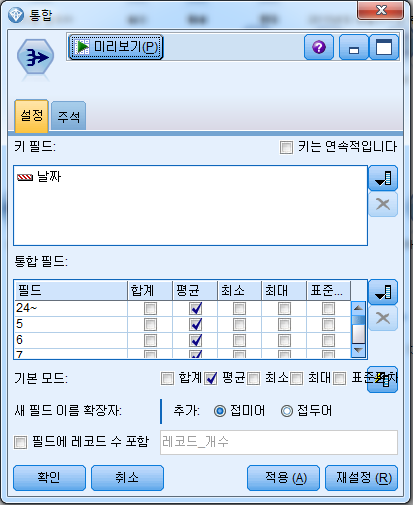 통합
미리보기(P)
설정 주석
키 필드: 키는 연속적입니다
날짜
통합 필드:
필드 합계 평균 최소 최대 표준...
24~
5
6
7
기본 모드: 합계 평균 최소 최대 표준편차
새 필드 이름 확장자: 추가: 접미어 접두어
필드에 레코드 수 포함 레코드_개수
확인 취소 적용 (A) 재설정 (R)